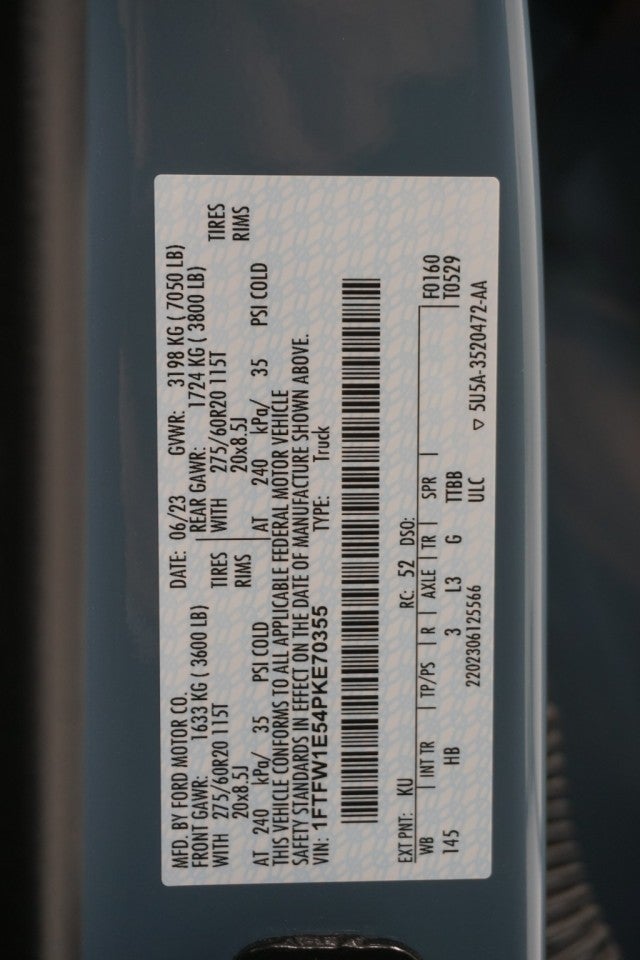 MFD. BY FORD MOTOR CO. DATE: 06/23 GVWR: 3198 KG ( 7050 LB)
FRONT GAWR: 1633 KG ( 3600 LB) REAR GAWR: 1724 KG ( 3800 LB)
WITH 275/60R20 115T TIRES WITH 275/60R20 115T TIRES
20x8.5J RIMS 20x8.5J RIMS
AT 240 kPa/ 35 PSI COLD AT 240 kPa/ 35 PSI COLD
THIS VEHICLE CONFORMS TO ALL APPLICABLE FEDERAL MOTOR VEHICLE
SAFETY STANDARDS IN EFFECT ON THE DATE OF MANUFACTURE SHOWN ABOVE.
VIN: 1FTFW1E54PKE70355 TYPE: Truck
EXT PNT: KU RC: 52 DSO:
WB INT TR TP/PS R AXLE TR SPR F0160
145 HB 3 L3 G TTBB T0529
2202306125566 ULC ▽ 5U5A-3520472-AA